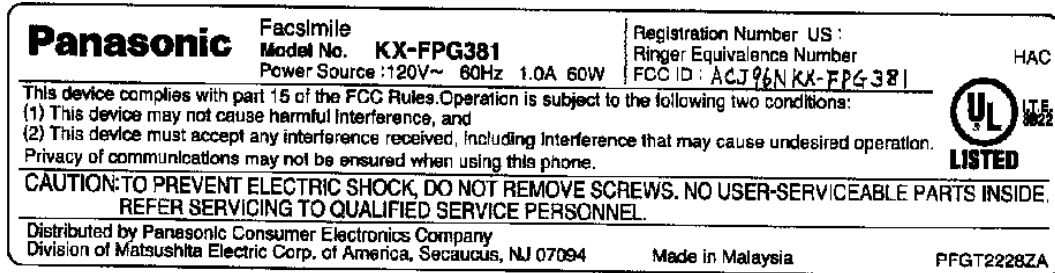 Panasonic
Facsimile
Model No. KX-FPG381
Power Source :120V~ 60Hz 1.0A 60W
Registration Number US :
Ringer Equivalence Number HAC
FCC ID : ACJ96NKX-FPG381
This device complies with part 15 of the FCC Rules.Operation is subject to the following two conditions:
(1) This device may not cause harmful interference, and
(2) This device must accept any interference received, including interference that may cause undesired operation.
Privacy of communications may not be ensured when using this phone.
UL
LISTED
I.T.E.
CAUTION:TO PREVENT ELECTRIC SHOCK, DO NOT REMOVE SCREWS. NO USER-SERVICEABLE PARTS INSIDE.
REFER SERVICING TO QUALIFIED SERVICE PERSONNEL.
Distributed by Panasonic Consumer Electronics Company
Division of Matsushita Electric Corp. of America, Secaucus, NJ 07094
Made in Malaysia
PFGT2228ZA